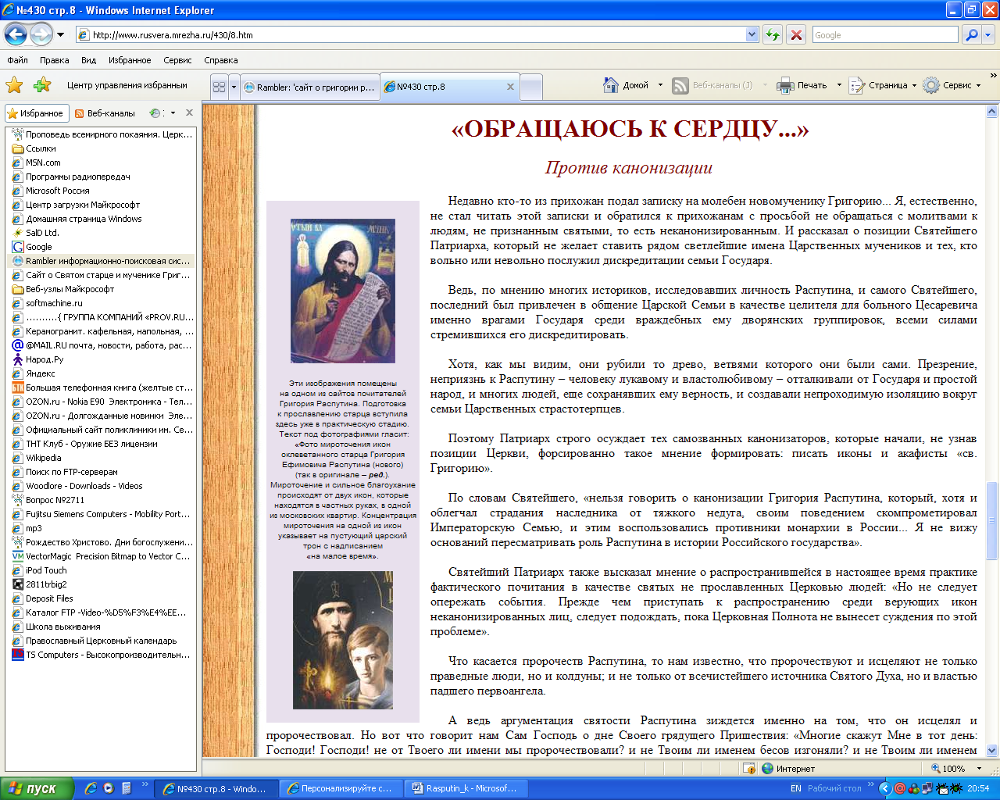 №430 стр.8 - Windows Internet Explorer
http://www.rusvera.mrezha.ru/430/8.htm
Google
Файл Правка Вид Избранное Сервис Справка
Центр управления избранным
Rambler: 'сайт о григории р...
№430 стр.8
Домой
Веб-каналы (J)
Печать
Страница
Сервис
Избранное
Веб-каналы
Проповедь всемирного покаяния. Церк...
Ссылки
MSN.com
Программы радиопередач
Microsoft Россия
Центр загрузки Майкрософт
Домашняя страница Windows
SalD Ltd.
Google
Rambler информационно-поисковая сис...
Сайт о Святом старце и мученике Григ...
Веб-узлы Майкрософт
softmachine.ru
..........{ ГРУППА КОМПАНИЙ «PROV.RU...
Керамогранит. кафельная, напольная, ...
@MAIL.RU почта, новости, работа, рас...
Народ.Ру
Яндекс
Большая телефонная книга (желтые ст...
OZON.ru - Nokia E90 Электроника - Тел...
OZON.ru - Долгожданные новинки Эле...
Официальный сайт поликлиники им. Се...
ТНТ Клуб - Оружие БЕЗ лицензии
Wikipedia
Поиск по FTP-серверам
Woodlore - Downloads - Videos
Вопрос №2711
Fujitsu Siemens Computers - Mobility Port...
mp3
Рождество Христово. Дни богослужени...
VectorMagic Precision Bitmap to Vector C...
iPod Touch
2811trbig2
Deposit Files
Каталог FTP -Video-%D5%F3%E4%EE...
Школа выживания
Православный Церковный календарь
TS Computers - Высокопроизводительн...
«ОБРАЩАЮСЬ К СЕРДЦУ...»
Против канонизации
Эти изображения помещены
на одном из сайтов почитателей
Григория Распутина. Подготовка
к прославлению старца вступила
здесь уже в практическую стадию.
Текст под фотографиями гласит:
«Фото мироточения икон
оклеветанного старца Григория
Ефимовича Распутина (нового)
(так в оригинале – ред.).
Мироточение и сильное благоухание
происходят от двух икон, которые
находятся в частных руках, в одной
из московских квартир. Концентрация
мироточения на одной из икон
указывает на пустующий царский
трон с надписанием
«на малое время».
Недавно кто-то из прихожан подал записку на молебен новомученику Григорию... Я, естественно,
не стал читать этой записки и обратился к прихожанам с просьбой не обращаться с молитвами к
людям, не признанным святыми, то есть неканонизированным. И рассказал о позиции Святейшего
Патриарха, который не желает ставить рядом светлейшие имена Царственных мучеников и тех, кто
вольно или невольно послужил дискредитации семьи Государя.
Ведь, по мнению многих историков, исследовавших личность Распутина, и самого Святейшего,
последний был привлечен в общение Царской Семьи в качестве целителя для больного Цесаревича
именно врагами Государя среди враждебных ему дворянских группировок, всеми силами
стремившихся его дискредитировать.
Хотя, как мы видим, они рубили то древо, ветвями которого они были сами. Презрение,
неприязнь к Распутину – человеку лукавому и властолюбивому – отталкивали от Государя и простой
народ, и многих людей, еще сохранявших ему верность, и создавали непроходимую изоляцию вокруг
семьи Царственных страстотерпцев.
Поэтому Патриарх строго осуждает тех самозванных канонизаторов, которые начали, не узнав
позиции Церкви, форсированно такое мнение формировать: писать иконы и акафисты «св.
Григорию».
По словам Святейшего, «нельзя говорить о канонизации Григория Распутина, который, хотя и
облегчал страдания наследника от тяжкого недуга, своим поведением скомпрометировал
Императорскую Семью, и этим воспользовались противники монархии в России... Я не вижу
оснований пересматривать роль Распутина в истории Российского государства».
Святейший Патриарх также высказал мнение о распространившейся в настоящее время практике
фактического почитания в качестве святых не прославленных Церковью людей: «Но не следует
опережать события. Прежде чем приступать к распространению среди верующих икон
неканонизированных лиц, следует подождать, пока Церковная Полнота не вынесет суждения по этой
проблеме».
Что касается пророчеств Распутина, то нам известно, что пророчествуют и исцеляют не только
праведные люди, но и колдуны; и не только от всечистейшего источника Святого Духа, но и властью
падшего первоангела.
А ведь аргументация святости Распутина зиждется именно на том, что он исцелял и
пророчествовал. Но вот что говорит нам Сам Господь о дне Своего грядущего Пришествия: «Многие скажут Мне в тот день:
Господи! Господи! не от Твоего ли имени мы пророчествовали? и не Твоим ли именем бесов изгоняли? и не Твоим ли именем
Интернет
100%
пуск
№430 стр.8 - Windo...
Персонализируйте с...
Rasputin_k - Microsof...
EN
Рабочий стол
20:54